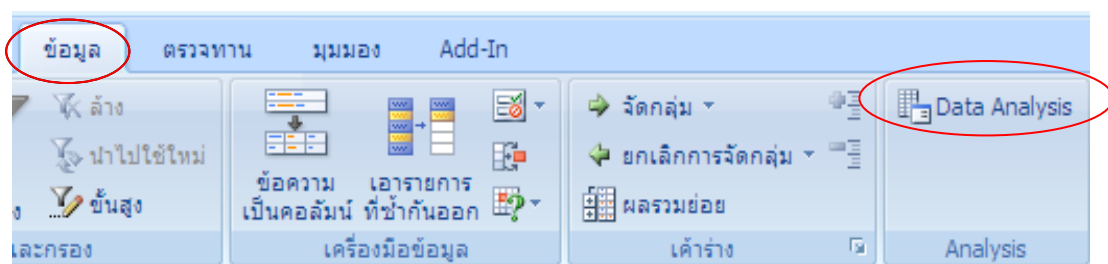 ข้อมูล ตรวจทาน มุมมอง Add-In
ล้าง
นำไปใช้ใหม่
ขั้นสูง
ละกรอง
ข้อความ
เป็นคอลัมน์
เอารายการ
ที่ซ้ำกันออก
เครื่องมือข้อมูล
จัดกลุ่ม
ยกเลิกการจัดกลุ่ม
ผลรวมย่อย
เค้าร่าง
Data Analysis
Analysis